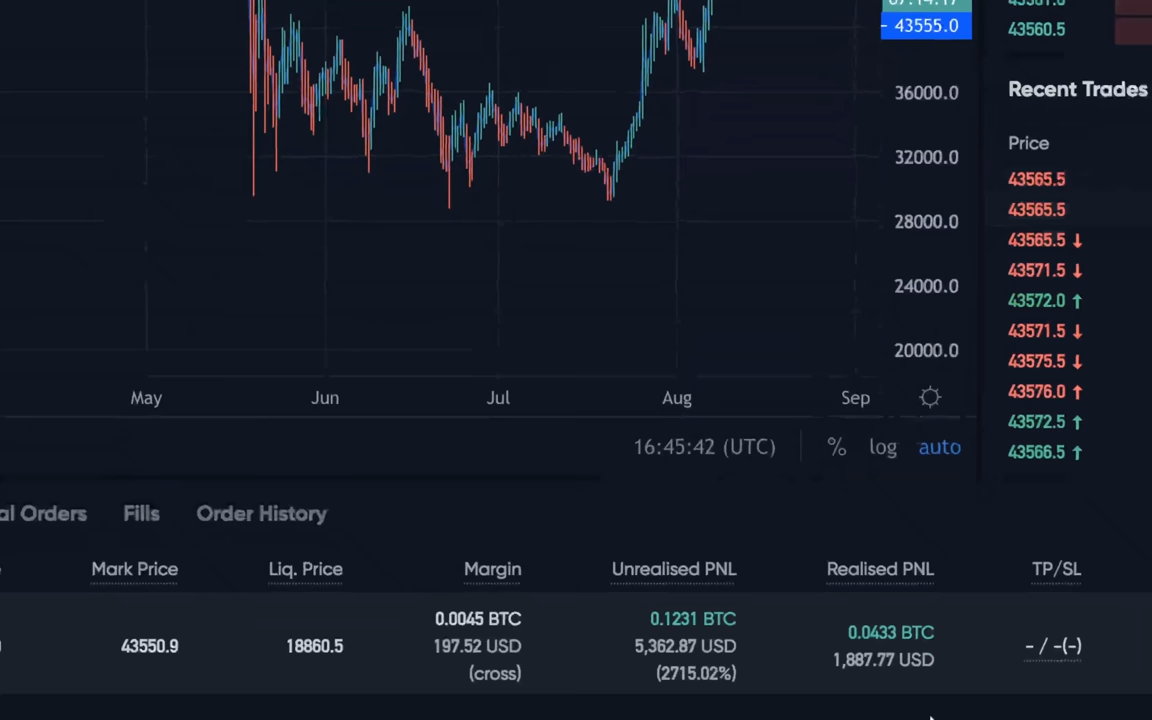 43555.0
43560.5
36000.0
32000.0
28000.0
24000.0
20000.0
May Jun Jul Aug Sep
16:45:42 (UTC) % log auto
Recent Trades
Price
43565.5
43565.5
43565.5 ↓
43571.5 ↓
43572.0 ↑
43571.5 ↓
43575.5 ↓
43576.0 ↑
43572.5 ↑
43566.5 ↑
al Orders Fills Order History
Mark Price Liq. Price Margin Unrealised PNL Realised PNL TP/SL
43550.9
18860.5
0.0045 BTC
197.52 USD
(cross)
0.1231 BTC
5,362.87 USD
(2715.02%)
0.0433 BTC
1,887.77 USD
- / -(-)